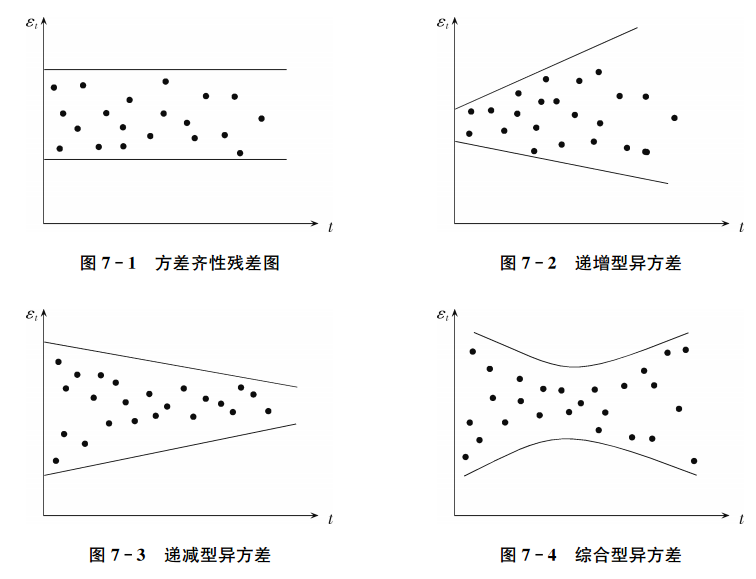 εt
εt
t
t
图 7-1 方差齐性残差图
图 7-2 递增型异方差
εt
εt
t
t
图 7-3 递减型异方差
图 7-4 综合型异方差